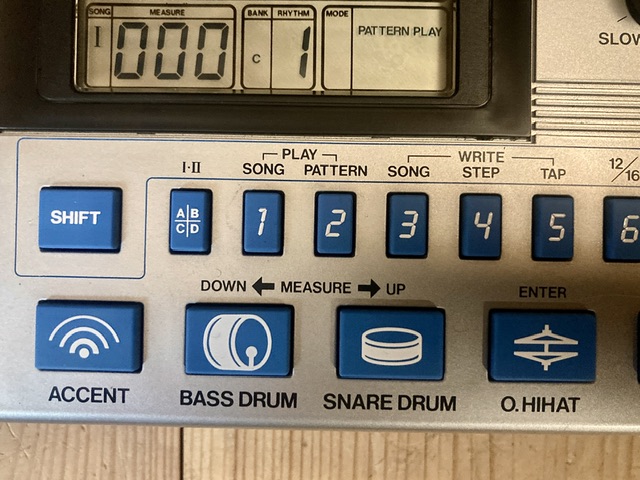 SONG MEASURE BANK RHYTHM MODE
I 000 C 1 PATTERN PLAY
SLOW
I·II PLAY WRITE 12/16
SONG PATTERN SONG STEP TAP
SHIFT A B C D 1 2 3 4 5 6
DOWN ← MEASURE → UP ENTER
ACCENT BASS DRUM SNARE DRUM O.HIHAT